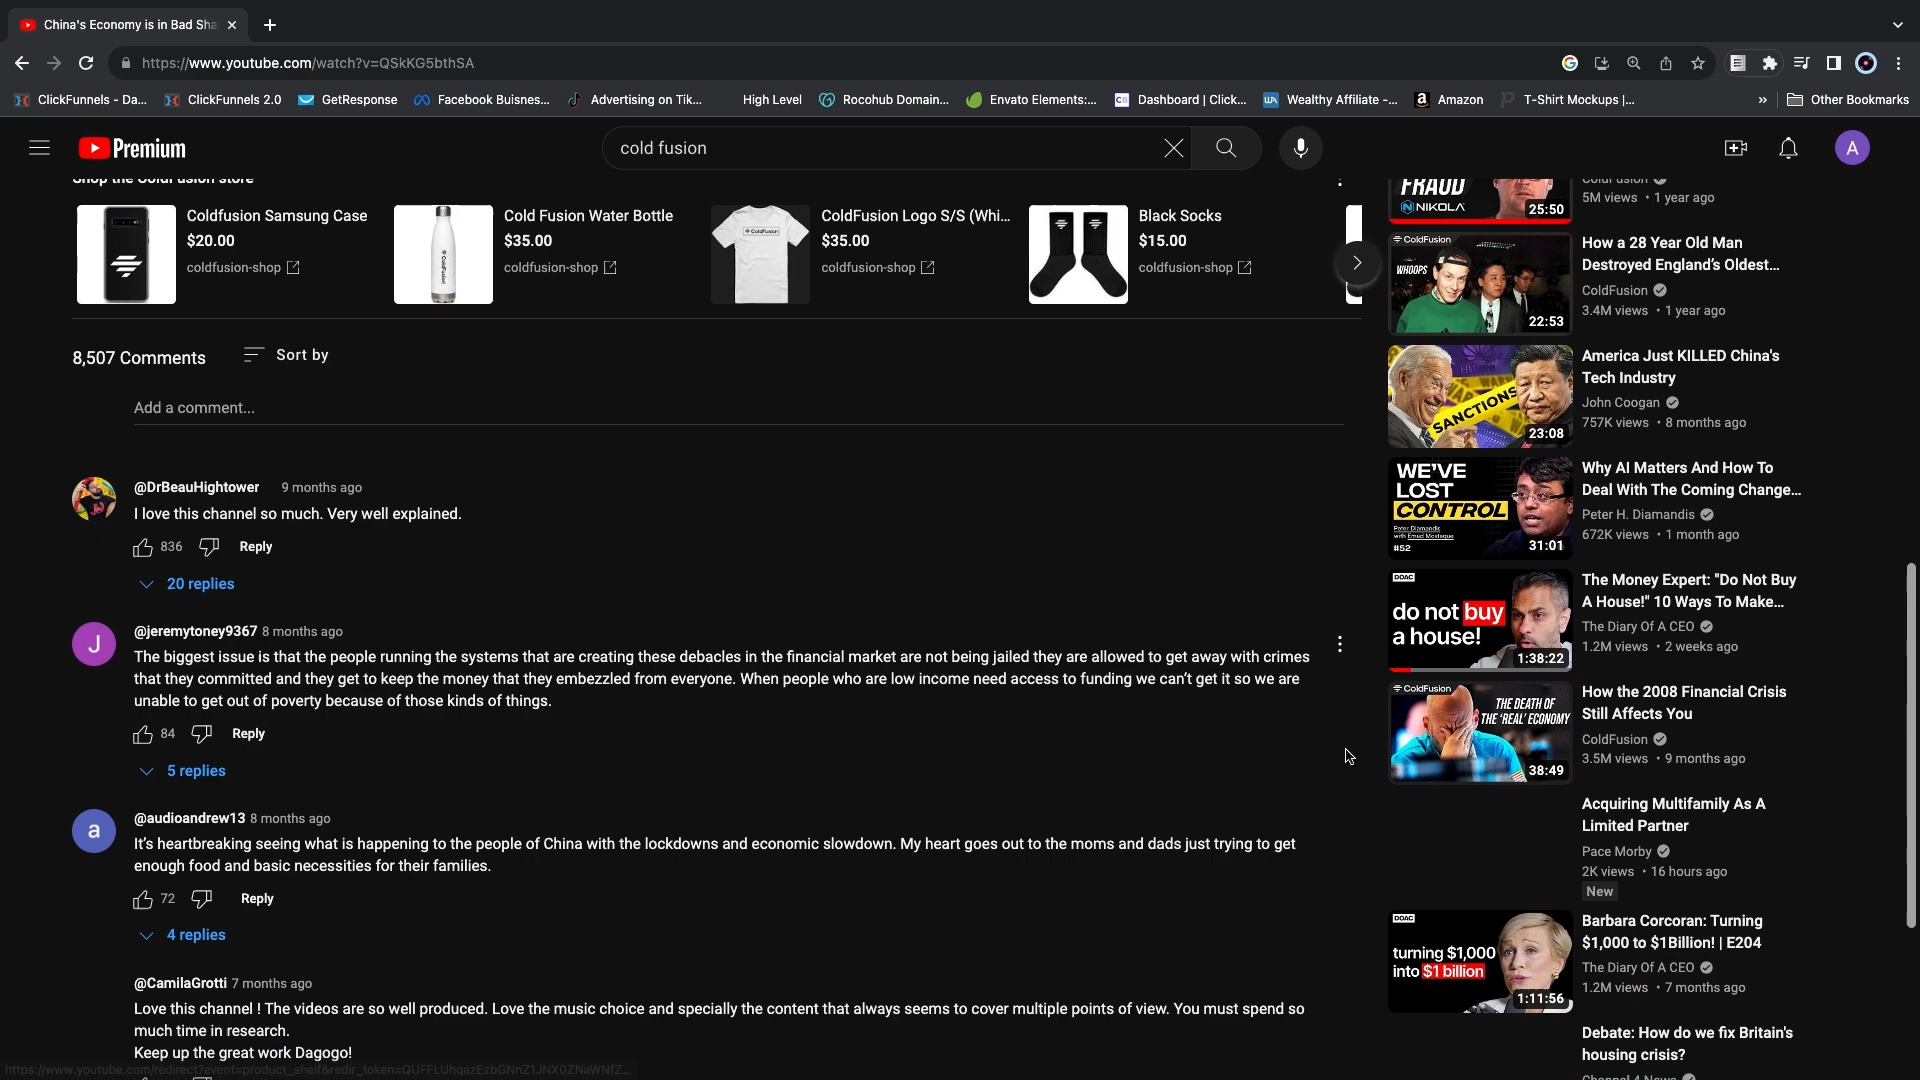 China's Economy is in Bad Sha
https://www.youtube.com/watch?v=QSkKG5bthSA
ClickFunnels - Da...
ClickFunnels 2.0
GetResponse
Facebook Buisnes...
Advertising on Tik...
High Level
Rocohub Domain...
Envato Elements:...
Dashboard | Click...
Wealthy Affiliate -...
Amazon
T-Shirt Mockups |...
»
Other Bookmarks
Premium
cold fusion
A
Shop the ColdFusion store
Coldfusion Samsung Case
$20.00
coldfusion-shop
Cold Fusion Water Bottle
$35.00
coldfusion-shop
ColdFusion Logo S/S (Whi...
$35.00
coldfusion-shop
Black Socks
$15.00
coldfusion-shop
8,507 Comments
Sort by
Add a comment...
@DrBeauHightower 9 months ago
I love this channel so much. Very well explained.
836 Reply
20 replies
J
@jeremytoney9367 8 months ago
The biggest issue is that the people running the systems that are creating these debacles in the financial market are not being jailed they are allowed to get away with crimes
that they committed and they get to keep the money that they embezzled from everyone. When people who are low income need access to funding we can't get it so we are
unable to get out of poverty because of those kinds of things.
84 Reply
5 replies
a
@audioandrew13 8 months ago
It's heartbreaking seeing what is happening to the people of China with the lockdowns and economic slowdown. My heart goes out to the moms and dads just trying to get
enough food and basic necessities for their families.
72 Reply
4 replies
@CamilaGrotti 7 months ago
Love this channel ! The videos are so well produced. Love the music choice and specially the content that always seems to cover multiple points of view. You must spend so
much time in research.
Keep up the great work Dagogo!
FRAUD
NIKOLA
25:50
ColdFusion
5M views • 1 year ago
ColdFusion
WHOOPS
22:53
How a 28 Year Old Man
Destroyed England's Oldest...
ColdFusion
3.4M views • 1 year ago
SANCTIONS
23:08
America Just KILLED China's
Tech Industry
John Coogan
757K views • 8 months ago
WE'VE
LOST
CONTROL
Peter Diamandis
with Emad Mostaque
#52
31:01
Why AI Matters And How To
Deal With The Coming Change...
Peter H. Diamandis
672K views • 1 month ago
DOAC
do not buy
a house!
1:38:22
The Money Expert: "Do Not Buy
A House!" 10 Ways To Make...
The Diary Of A CEO
1.2M views • 2 weeks ago
ColdFusion
THE DEATH OF
THE 'REAL' ECONOMY
38:49
How the 2008 Financial Crisis
Still Affects You
ColdFusion
3.5M views • 9 months ago
Acquiring Multifamily As A
Limited Partner
Pace Morby
2K views • 16 hours ago
New
DOAC
turning $1,000
into $1 billion
1:11:56
Barbara Corcoran: Turning
$1,000 to $1Billion! | E204
The Diary Of A CEO
1.2M views • 7 months ago
Debate: How do we fix Britain's
housing crisis?
Channel 4 News